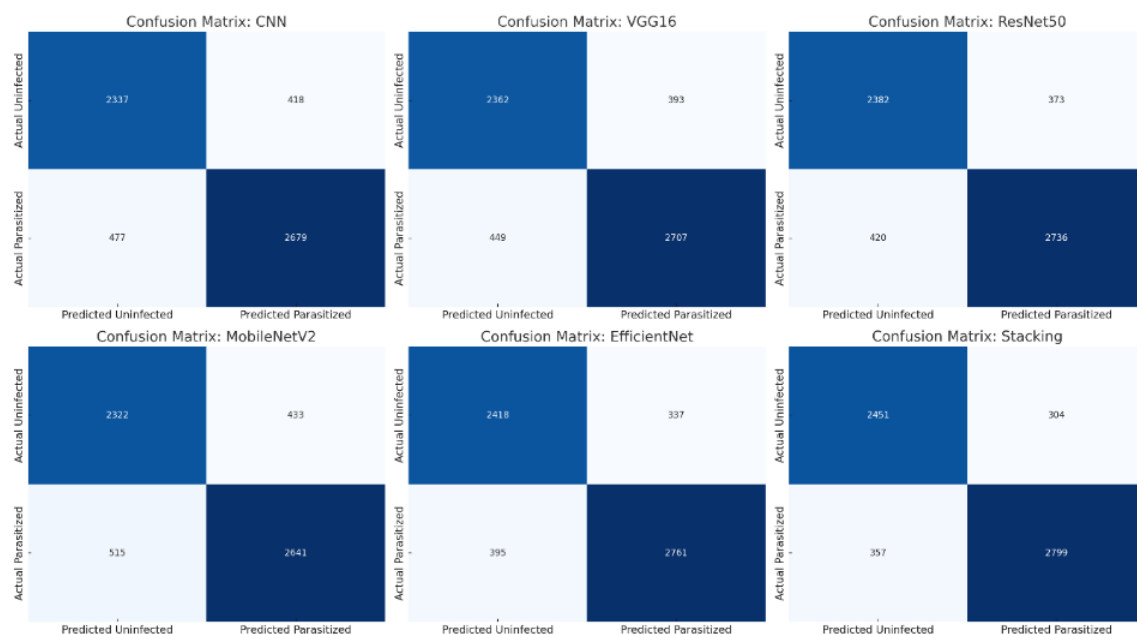 Confusion Matrix: CNN
Actual Uninfected
2337
418
Actual Parasitized
477
2679
Predicted Uninfected
Predicted Parasitized
Confusion Matrix: VGG16
Actual Uninfected
2362
393
Actual Parasitized
449
2707
Predicted Uninfected
Predicted Parasitized
Confusion Matrix: ResNet50
Actual Uninfected
2382
373
Actual Parasitized
420
2736
Predicted Uninfected
Predicted Parasitized
Confusion Matrix: MobileNetV2
Actual Uninfected
2322
433
Actual Parasitized
515
2641
Predicted Uninfected
Predicted Parasitized
Confusion Matrix: EfficientNet
Actual Uninfected
2418
337
Actual Parasitized
395
2761
Predicted Uninfected
Predicted Parasitized
Confusion Matrix: Stacking
Actual Uninfected
2451
304
Actual Parasitized
357
2799
Predicted Uninfected
Predicted Parasitized